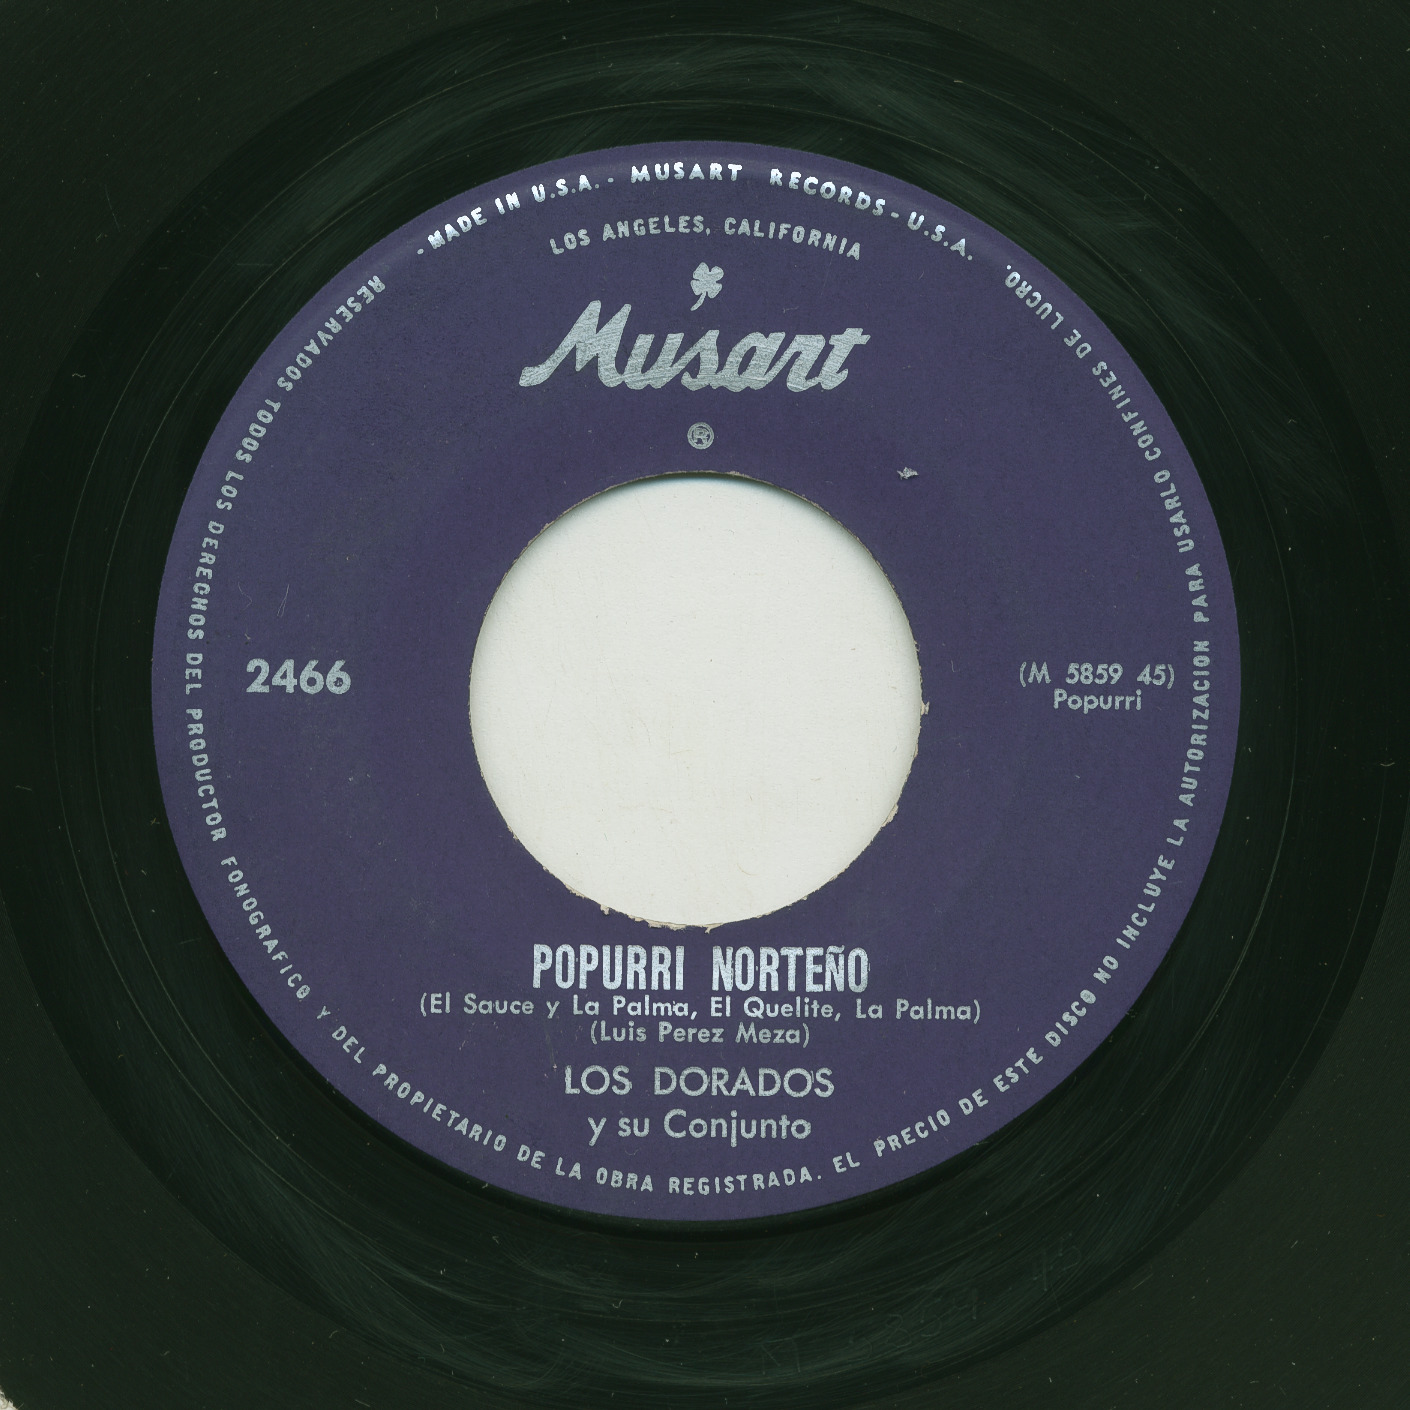 - MADE IN U.S.A. - MUSART RECORDS - U.S.A.
LOS ANGELES, CALIFORNIA
Musart
®
2466
(M 5859 45)
Popurri
POPURRI NORTEÑO
(El Sauce y La Palma, El Quelite, La Palma)
(Luis Perez Meza)
LOS DORADOS
y su Conjunto
RESERVADOS TODOS LOS DERECHOS DEL PRODUCTOR FONOGRAFICO Y DEL PROPIETARIO DE LA OBRA REGISTRADA. EL PRECIO DE ESTE DISCO NO INCLUYE LA AUTORIZACION PARA USARLO CONFINES DE LUCRO.